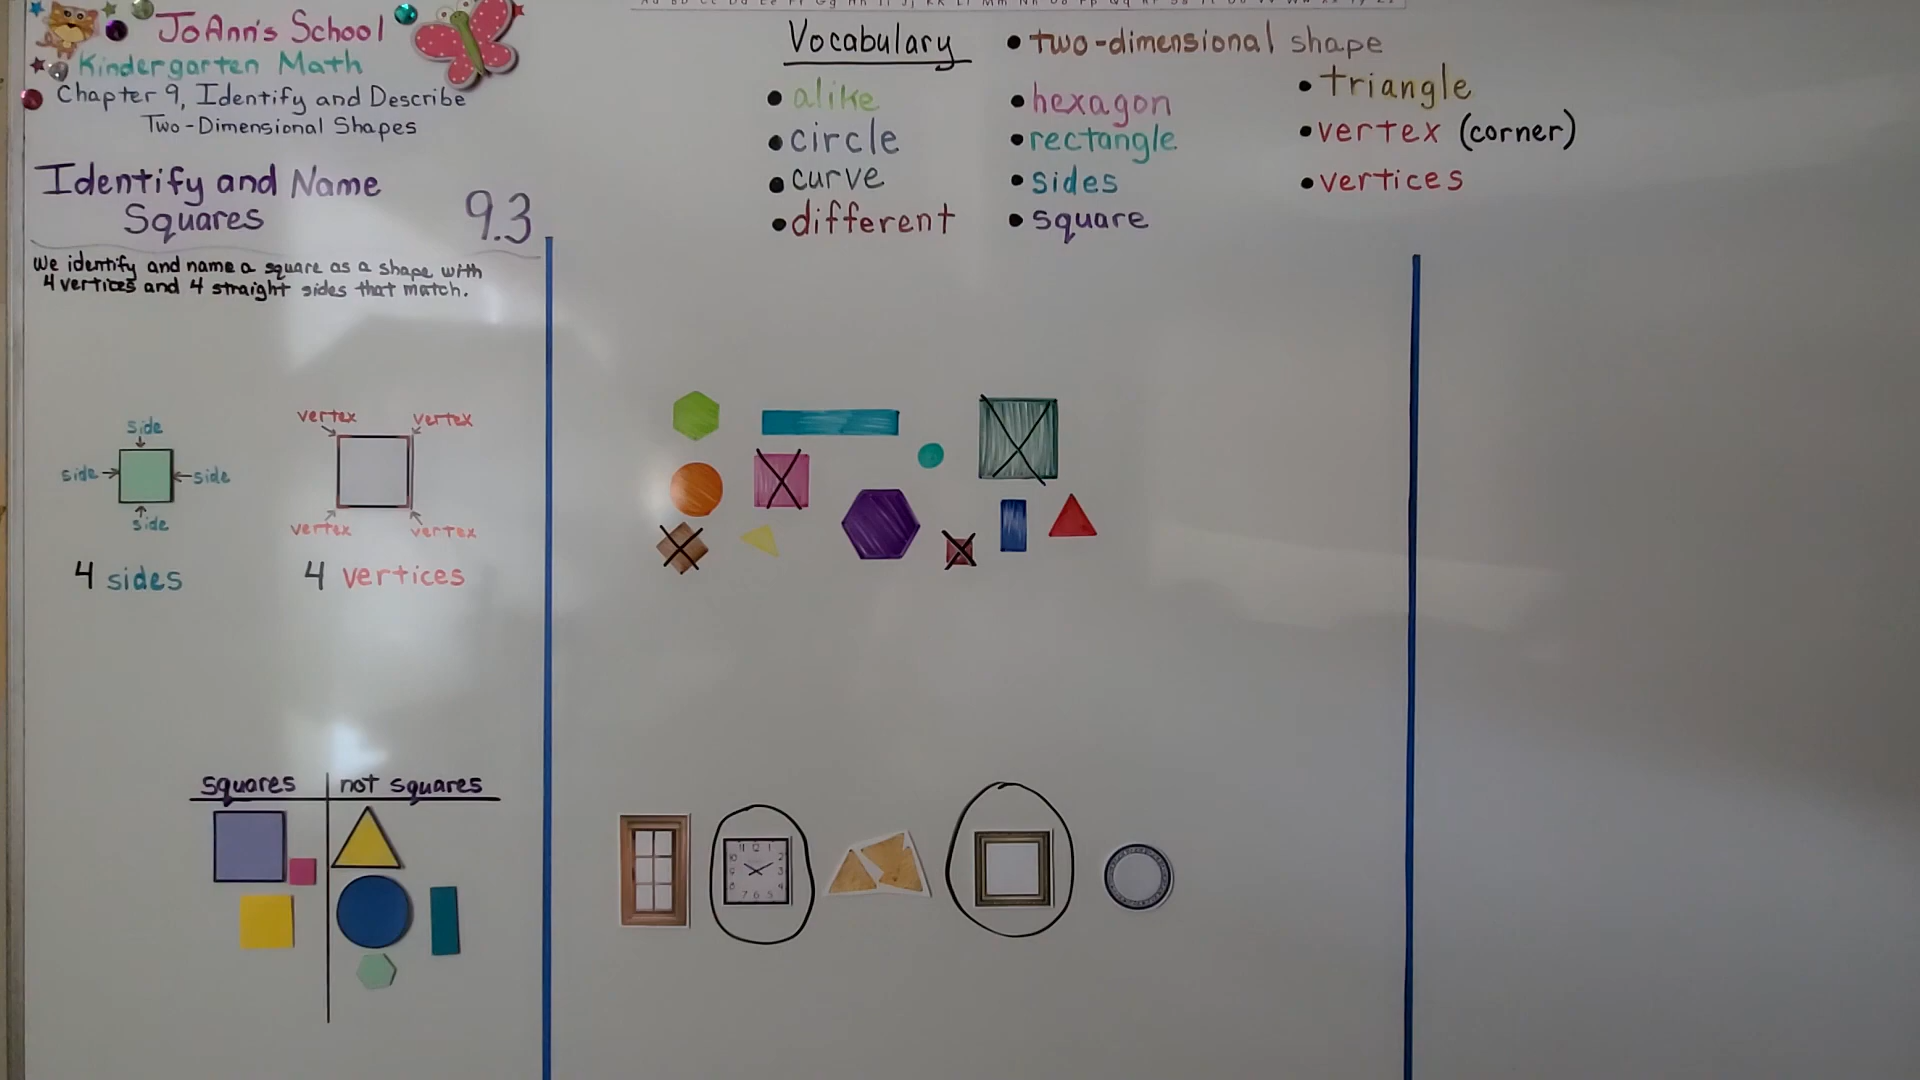 JoAnn's School
Kindergarten Math
Chapter 9, Identify and Describe
Two-Dimensional Shapes
Identify and Name
Squares
9.3
We identify and name a square as a shape with
4 vertices and 4 straight sides that match.
side
side
side
side
4 sides
vertex
vertex
vertex
vertex
4 vertices
squares
not squares
Vocabulary
• alike
• circle
• curve
• different
• two-dimensional shape
• hexagon
• rectangle
• sides
• square
• triangle
• vertex (corner)
• vertices